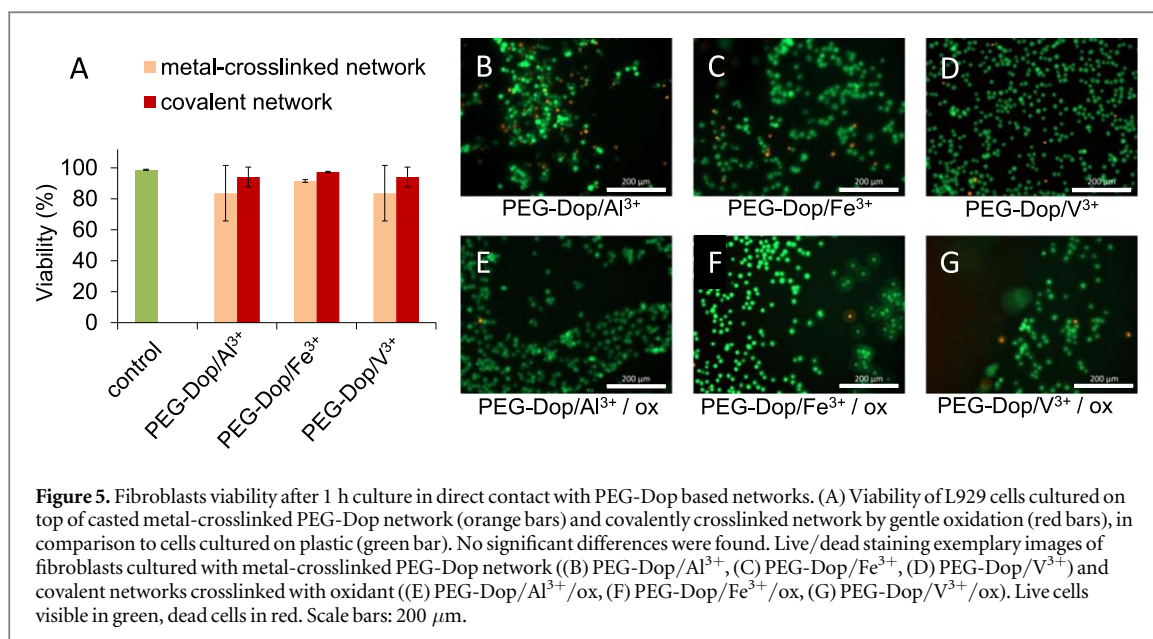 A
metal-crosslinked network
covalent network
Viability (%)
100
80
60
40
20
0
control
PEG-Dop/Al³⁺
PEG-Dop/Fe³⁺
PEG-Dop/V³⁺
B
200 µm
PEG-Dop/Al³⁺
C
200 µm
PEG-Dop/Fe³⁺
D
200 µm
PEG-Dop/V³⁺
E
200 µm
PEG-Dop/Al³⁺ / ox
F
200 µm
PEG-Dop/Fe³⁺ / ox
G
200 µm
PEG-Dop/V³⁺ / ox
Figure 5. Fibroblasts viability after 1 h culture in direct contact with PEG-Dop based networks. (A) Viability of L929 cells cultured on
top of casted metal-crosslinked PEG-Dop network (orange bars) and covalently crosslinked network by gentle oxidation (red bars), in
comparison to cells cultured on plastic (green bar). No significant differences were found. Live/dead staining exemplary images of
fibroblasts cultured with metal-crosslinked PEG-Dop network ((B) PEG-Dop/Al³⁺, (C) PEG-Dop/Fe³⁺, (D) PEG-Dop/V³⁺) and
covalent networks crosslinked with oxidant ((E) PEG-Dop/Al³⁺/ox, (F) PEG-Dop/Fe³⁺/ox, (G) PEG-Dop/V³⁺/ox). Live cells
visible in green, dead cells in red. Scale bars: 200 µm.